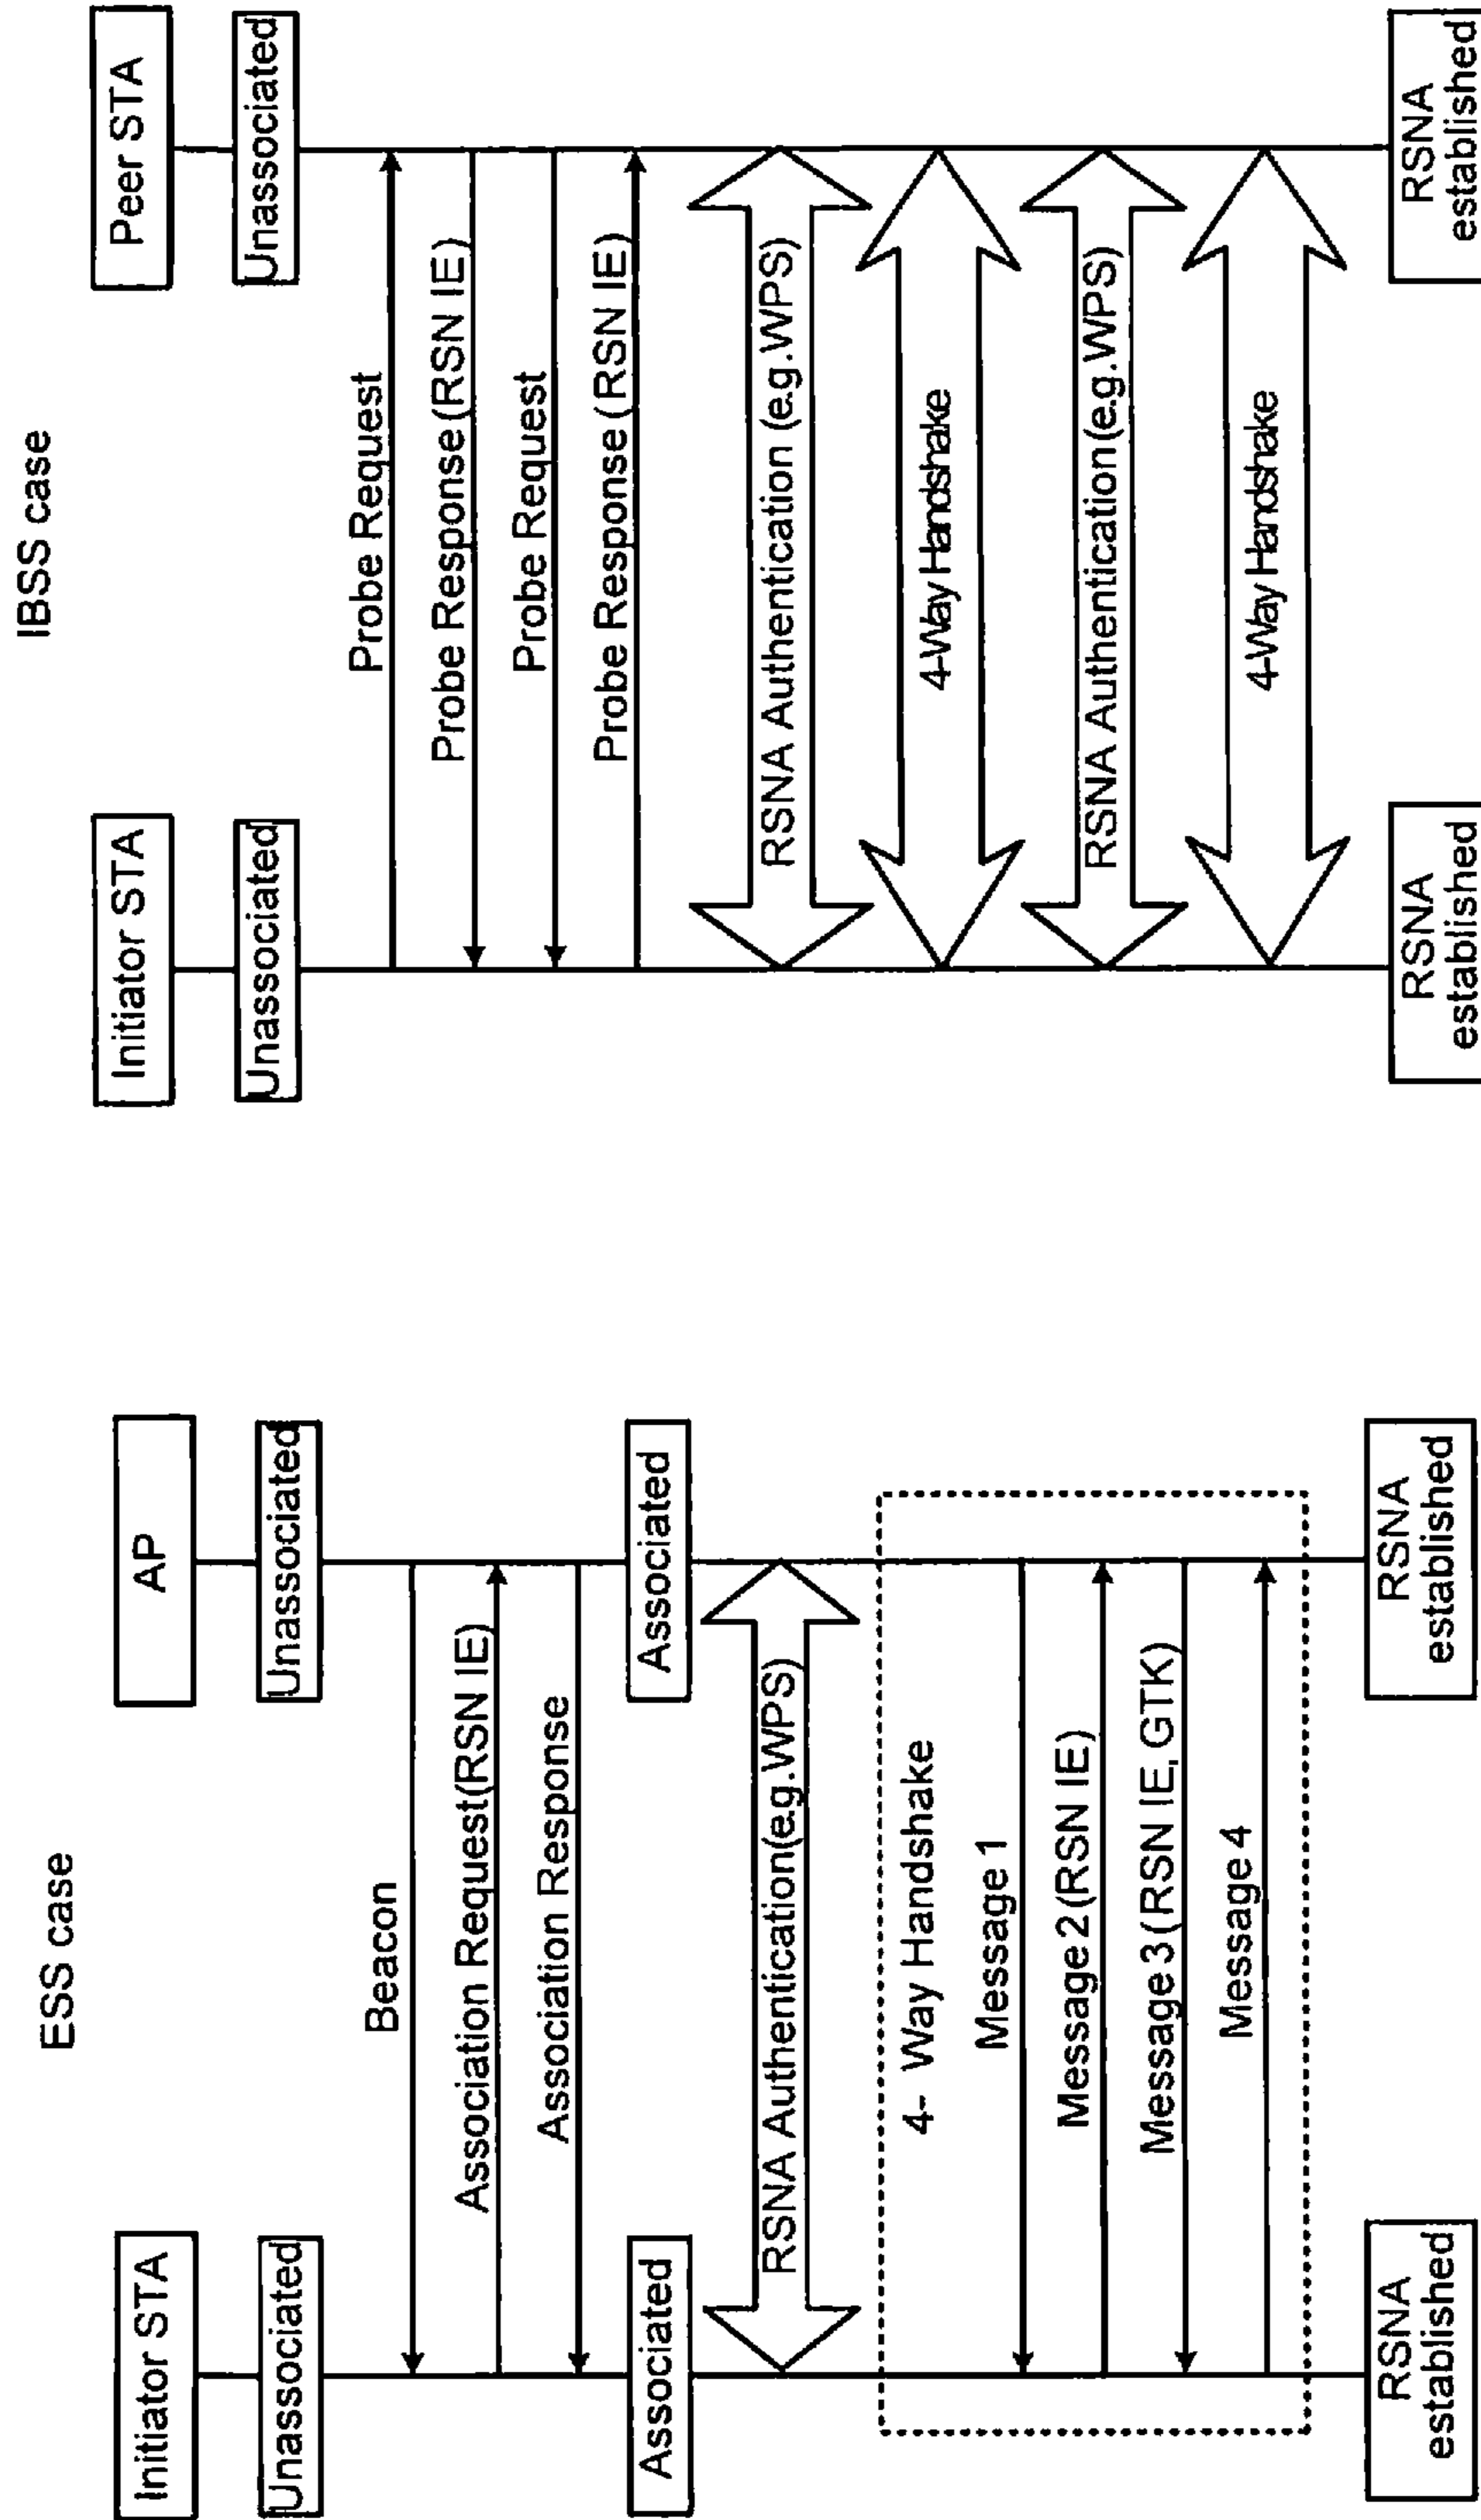 ESS case
Initiator STA
AP
Unassociated
Unassociated
Beacon
Association Request(RSN IE)
Association Response
Associated
Associated
RSNA Authentication(e.g.WPS)
4- Way Handshake
Message 1
Message 2 (RSN IE)
Message 3 (RSN IE, GTK)
Message 4
RSNA
established
RSNA
established
IBSS case
Initiator STA
Peer STA
Unassociated
Unassociated
Probe Request
Probe Response (RSN IE)
Probe Request
Probe Response (RSN IE)
RSNA Authentication (e.g.WPS)
4-Way Handshake
RSNA Authentication(e.g.WPS)
4-Way Handshake
RSNA
established
RSNA
established